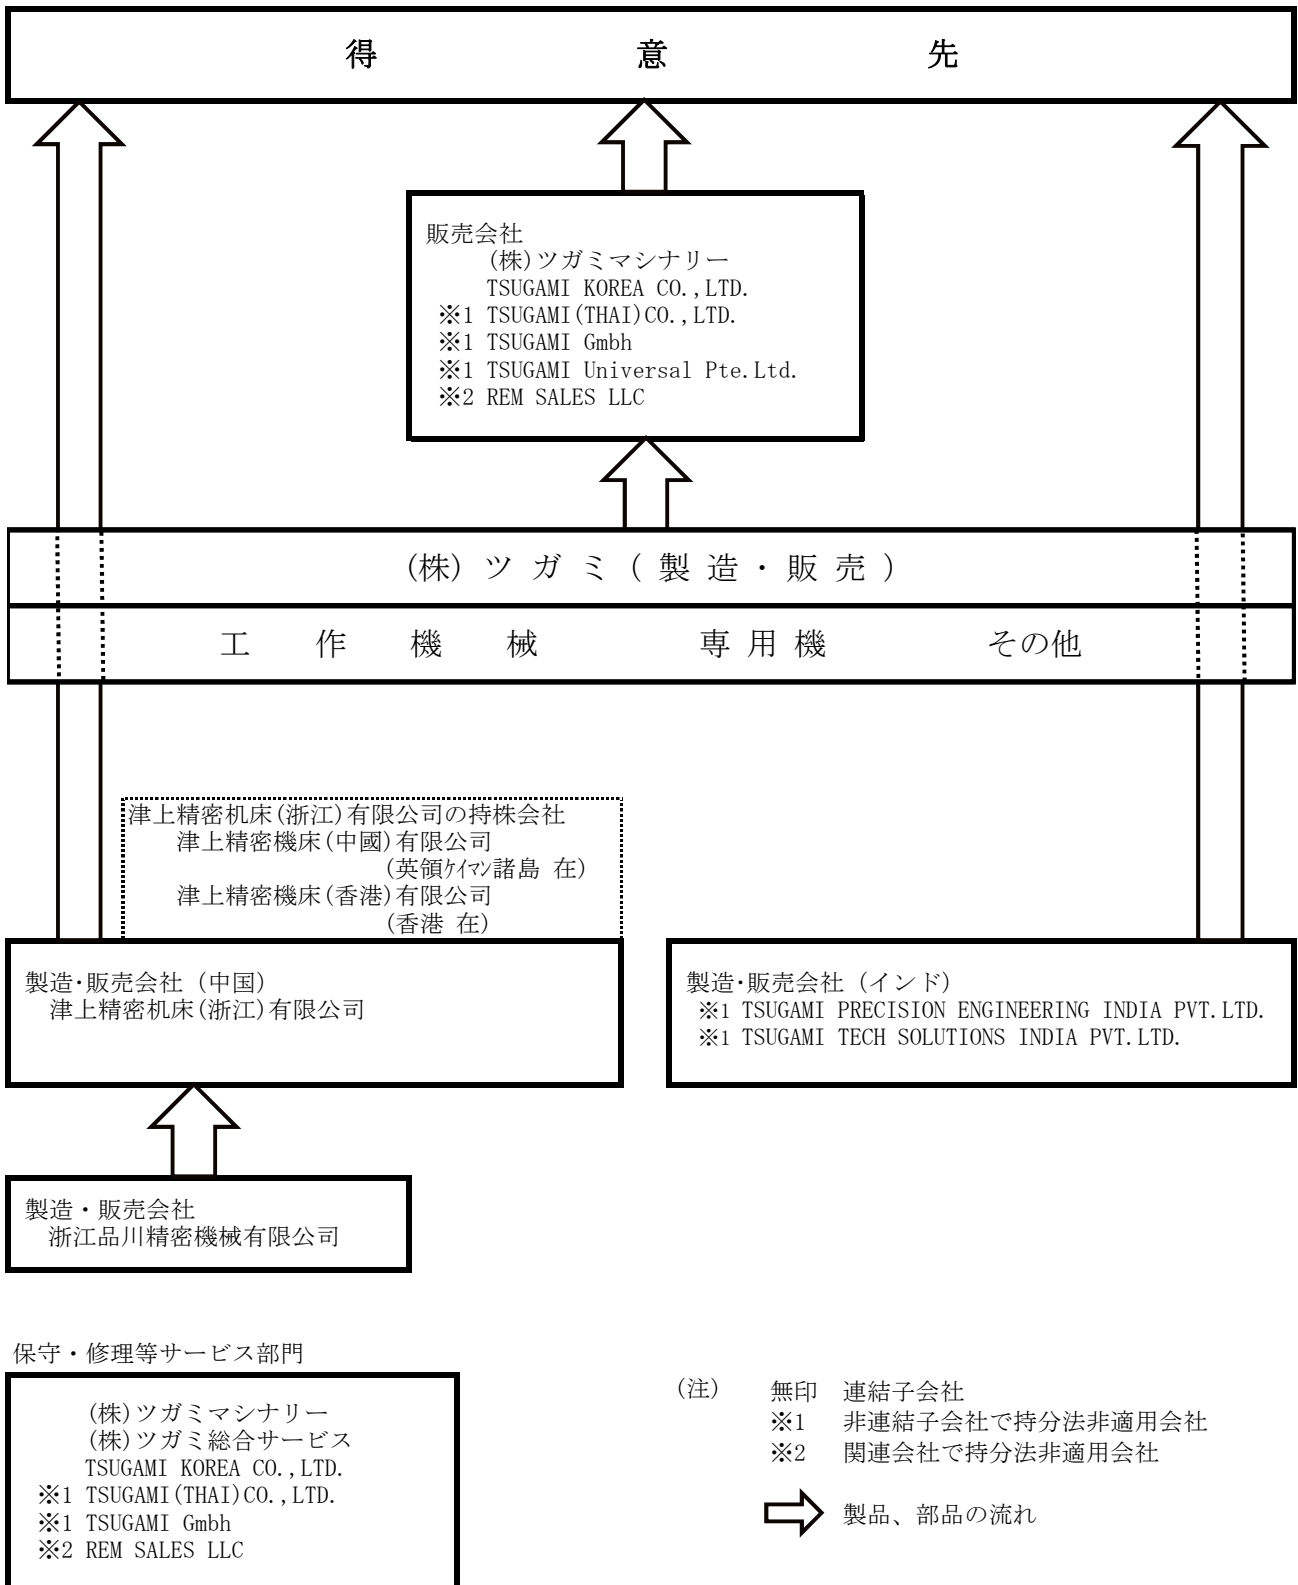 得意先
販売会社
(株)ツガミマシナリー
TSUGAMI KOREA CO.,LTD.
※1 TSUGAMI(THAI)CO.,LTD.
※1 TSUGAMI Gmbh
※1 TSUGAMI Universal Pte.Ltd.
※2 REM SALES LLC
(株)ツガミ(製造・販売)
工作機械 専用機 その他
津上精密机床(浙江)有限公司の持株会社
津上精密機床(中國)有限公司
(英領ｹｲﾏﾝ諸島 在)
津上精密機床(香港)有限公司
(香港 在)
製造･販売会社 (中国)
津上精密机床(浙江)有限公司
製造･販売会社 (インド)
※1 TSUGAMI PRECISION ENGINEERING INDIA PVT.LTD.
※1 TSUGAMI TECH SOLUTIONS INDIA PVT.LTD.
製造・販売会社
浙江品川精密機械有限公司
保守・修理等サービス部門
(株)ツガミマシナリー
(株)ツガミ総合サービス
TSUGAMI KOREA CO.,LTD.
※1 TSUGAMI(THAI)CO.,LTD.
※1 TSUGAMI Gmbh
※2 REM SALES LLC
(注) 無印 連結子会社
※1 非連結子会社で持分法非適用会社
※2 関連会社で持分法非適用会社
製品、部品の流れ